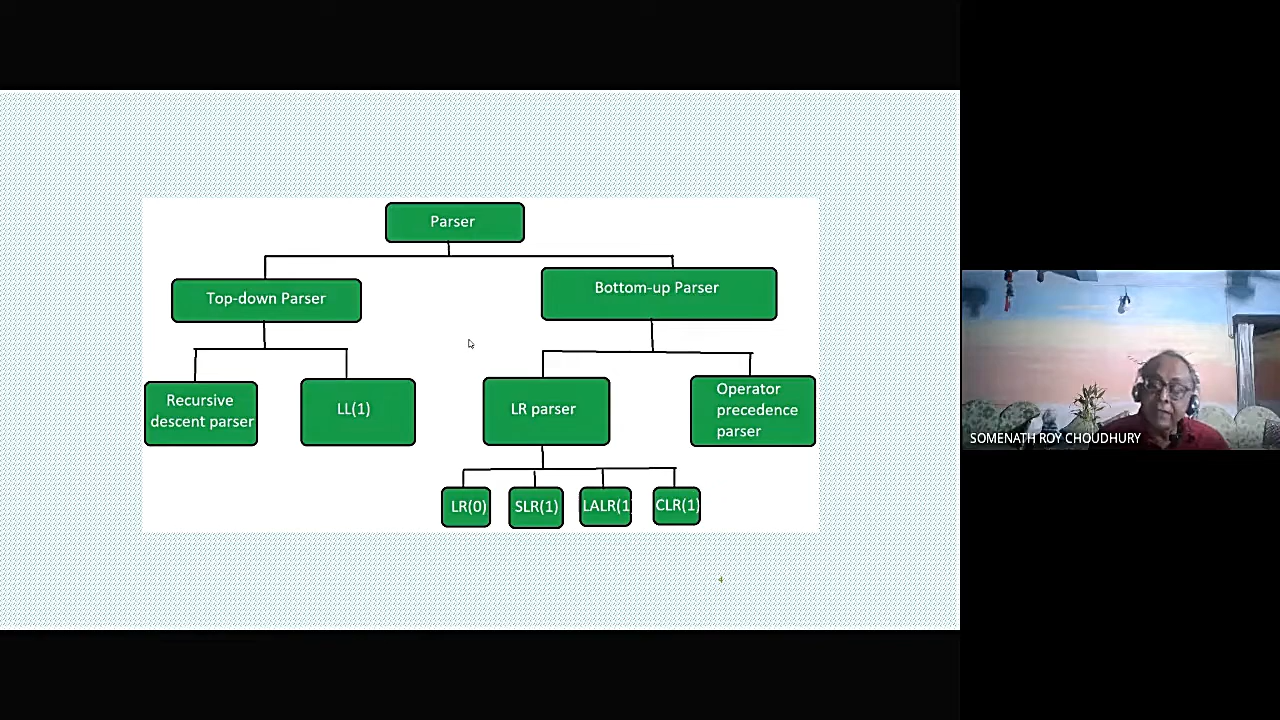 Parser
Top-down Parser
Bottom-up Parser
Recursive
descent parser
LL(1)
LR parser
Operator
precedence
parser
LR(0)
SLR(1)
LALR(1
CLR(1)
4
SOMENATH ROY CHOUDHURY